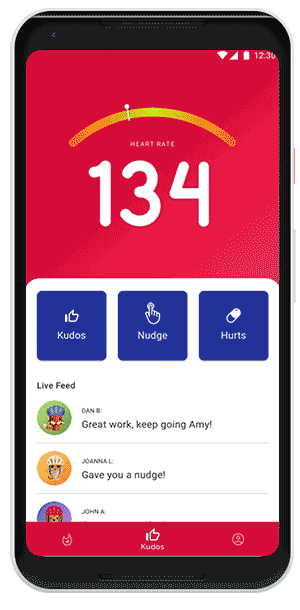 12:30
HEART RATE
134
Kudos
Nudge
Hurts
Live Feed
DAN B:
Great work, keep going Amy!
JOANNA L:
Gave you a nudge!
JOHN A:
Kudos